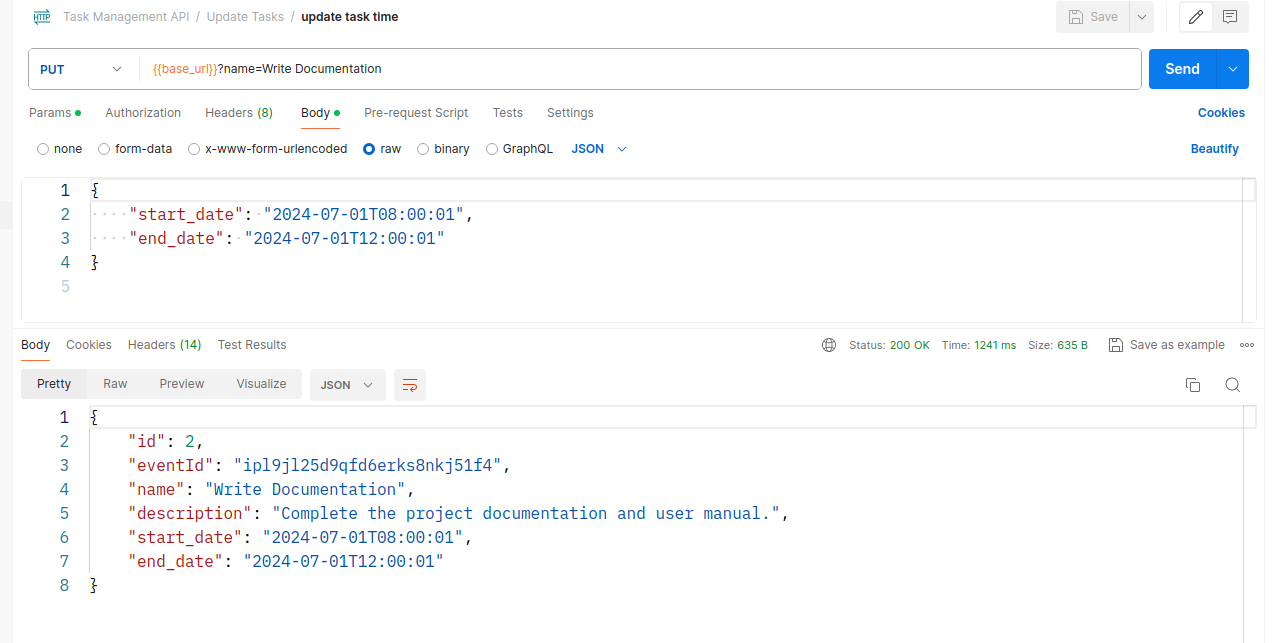 HTTP Task Management API / Update Tasks / update task time Save
PUT {{base_url}}?name=Write Documentation Send
Params Authorization Headers (8) Body Pre-request Script Tests Settings Cookies
none form-data x-www-form-urlencoded raw binary GraphQL JSON Beautify
1 {
2 ····"start_date":·"2024-07-01T08:00:01",
3 ····"end_date":·"2024-07-01T12:00:01"
4 }
5
Body Cookies Headers (14) Test Results Status: 200 OK Time: 1241 ms Size: 635 B Save as example
Pretty Raw Preview Visualize JSON
1 {
2 "id": 2,
3 "eventId": "ipl9jl25d9qfd6erks8nkj51f4",
4 "name": "Write Documentation",
5 "description": "Complete the project documentation and user manual.",
6 "start_date": "2024-07-01T08:00:01",
7 "end_date": "2024-07-01T12:00:01"
8 }